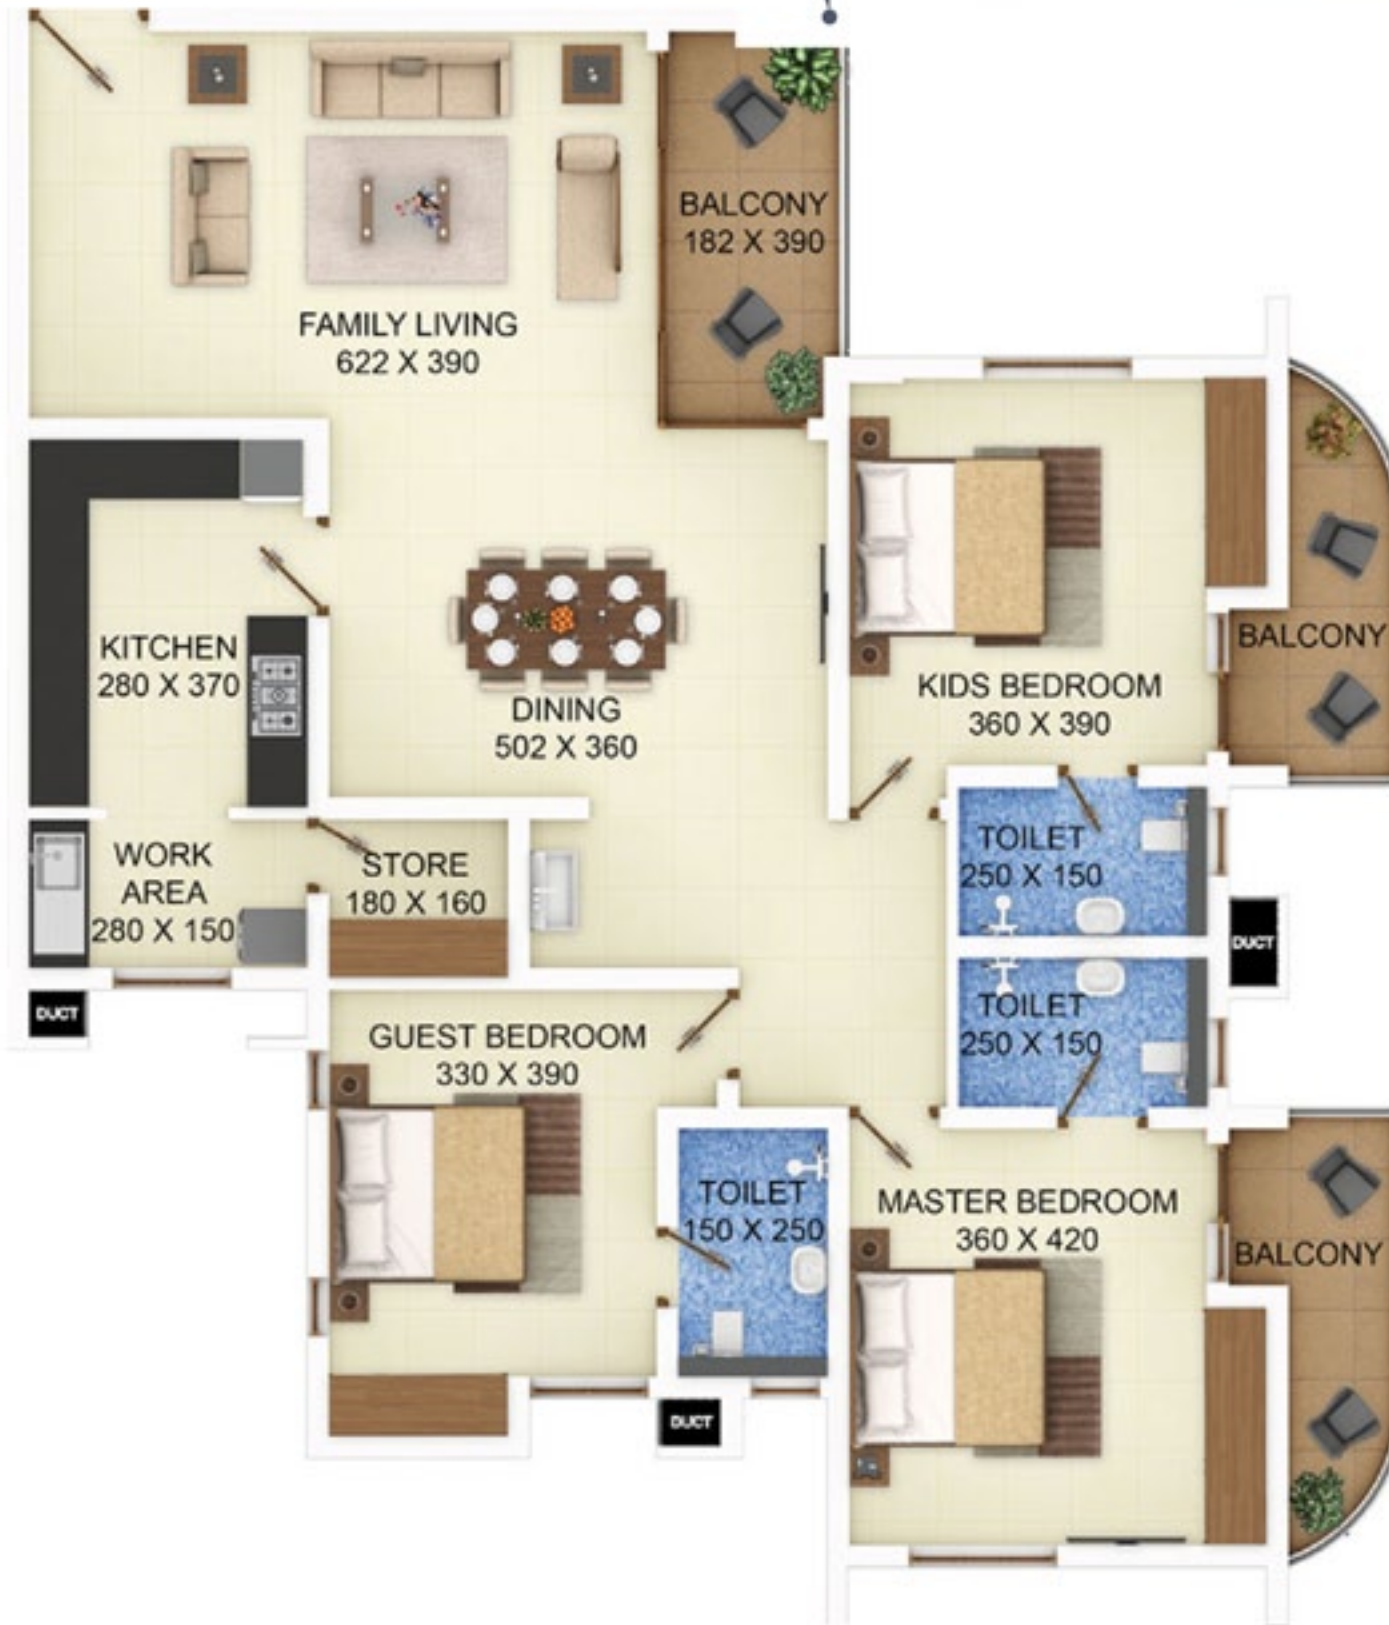 BALCONY
182 X 390
FAMILY LIVING
622 X 390
KITCHEN
280 X 370
DINING
502 X 360
KIDS BEDROOM
360 X 390
BALCONY
WORK
AREA
280 X 150
STORE
180 X 160
TOILET
250 X 150
DUCT
DUCT
TOILET
250 X 150
GUEST BEDROOM
330 X 390
TOILET
150 X 250
MASTER BEDROOM
360 X 420
BALCONY
DUCT